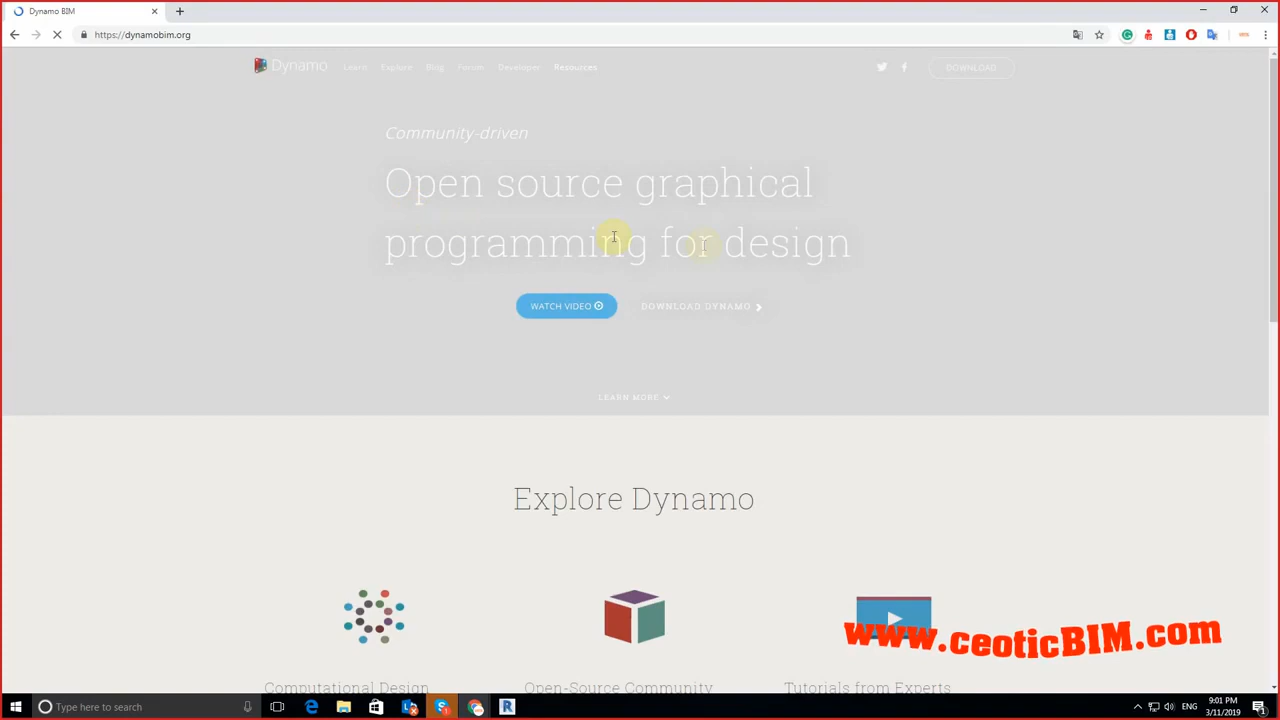 Dynamo BIM
https://dynamobim.org
Dynamo
Learn Explore Blog Forum Developer Resources
DOWNLOAD
Community-driven
Open source graphical
programming for design
WATCH VIDEO
DOWNLOAD DYNAMO
LEARN MORE
Explore Dynamo
www.ceoticBIM.com
Computational Design
Open-Source Community
Tutorials from Experts
Type here to search
ENG
9:01 PM
3/11/2019